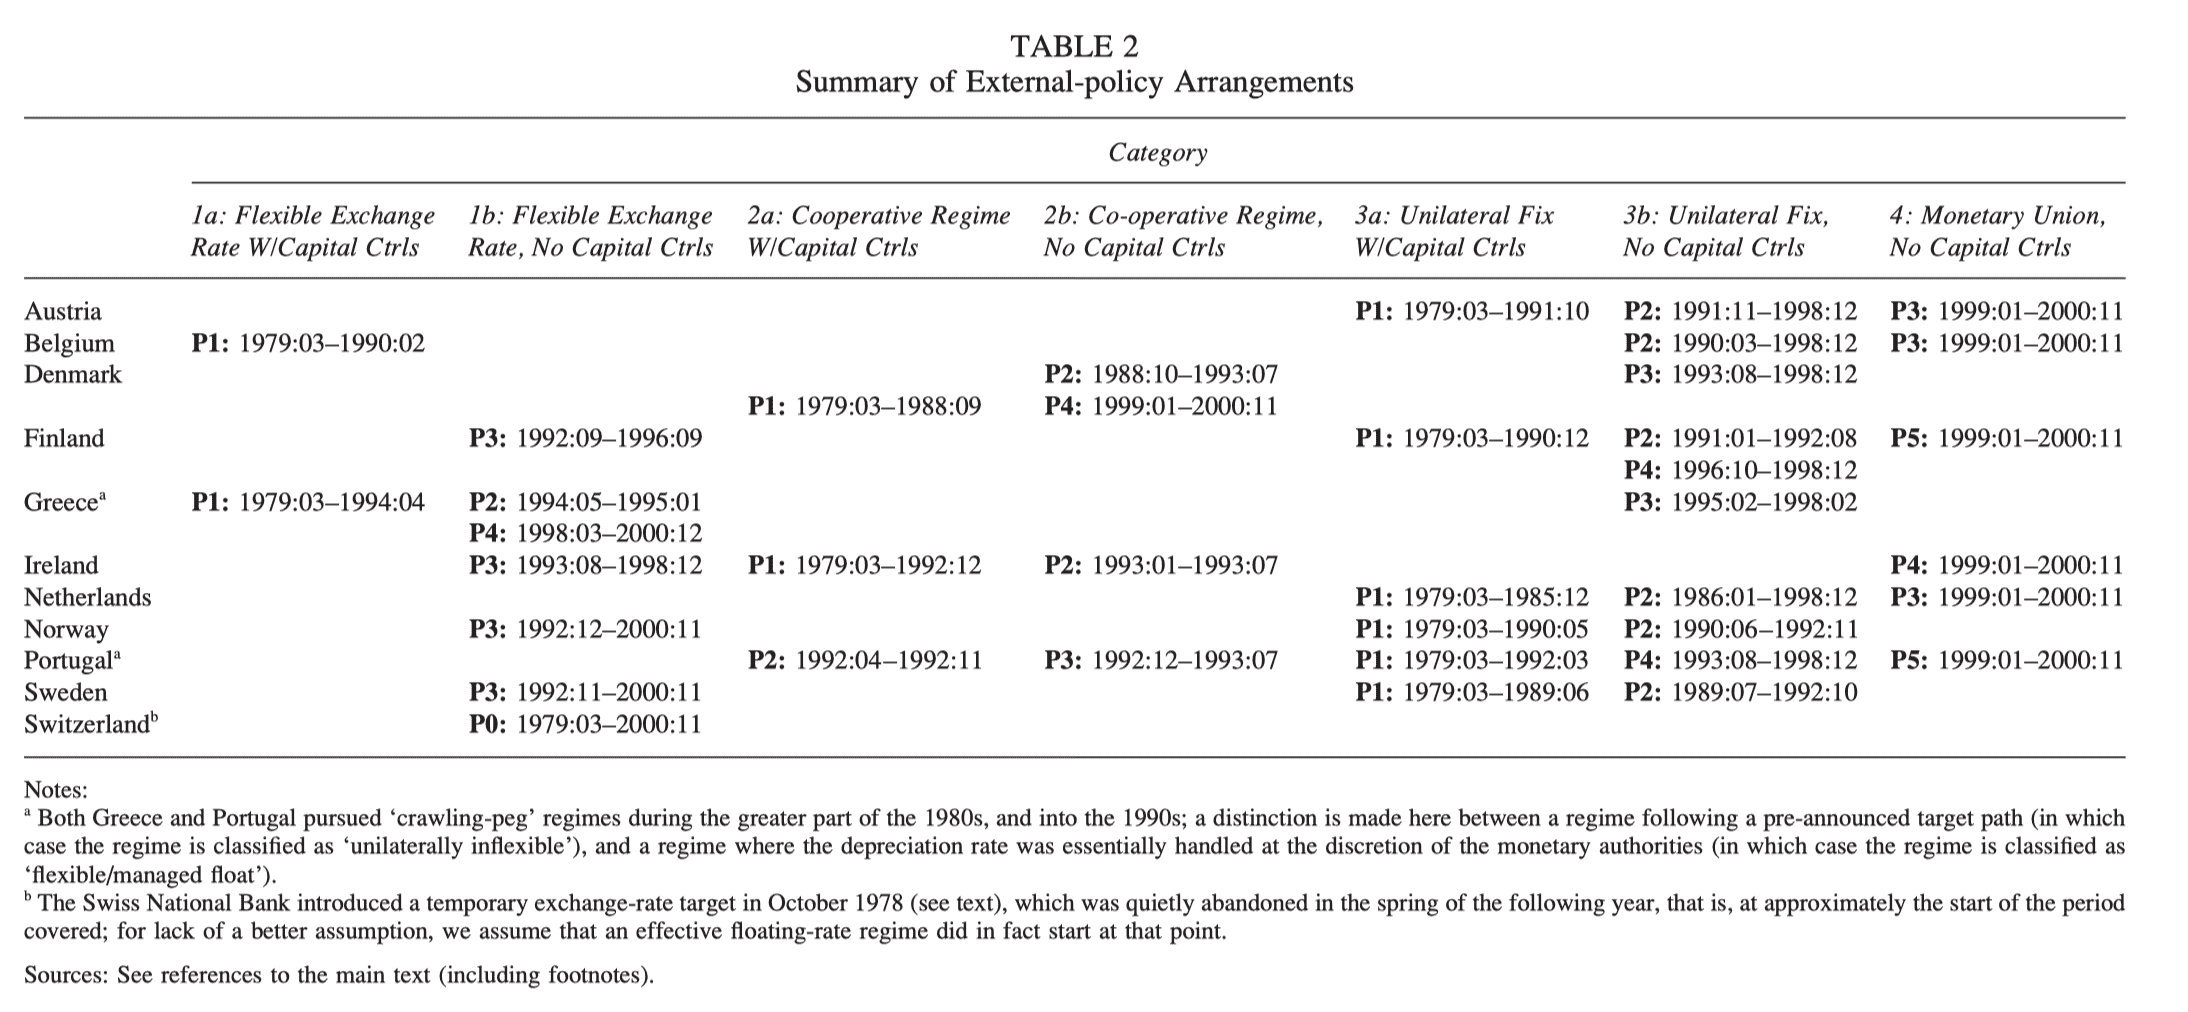 TABLE 2
Summary of External-policy Arrangements
Category
1a: Flexible Exchange Rate W/Capital Ctrls
1b: Flexible Exchange Rate, No Capital Ctrls
2a: Cooperative Regime W/Capital Ctrls
2b: Co-operative Regime, No Capital Ctrls
3a: Unilateral Fix W/Capital Ctrls
3b: Unilateral Fix, No Capital Ctrls
4: Monetary Union, No Capital Ctrls
Austria P1: 1979:03–1991:10 P2: 1991:11–1998:12 P3: 1999:01–2000:11
Belgium P1: 1979:03–1990:02 P2: 1990:03–1998:12 P3: 1999:01–2000:11
Denmark P2: 1988:10–1993:07 P3: 1993:08–1998:12
P1: 1979:03–1988:09 P4: 1999:01–2000:11
Finland P3: 1992:09–1996:09 P1: 1979:03–1990:12 P2: 1991:01–1992:08 P5: 1999:01–2000:11
P4: 1996:10–1998:12
Greeceᵃ P1: 1979:03–1994:04 P2: 1994:05–1995:01 P3: 1995:02–1998:02
P4: 1998:03–2000:12
Ireland P3: 1993:08–1998:12 P1: 1979:03–1992:12 P2: 1993:01–1993:07 P4: 1999:01–2000:11
Netherlands P1: 1979:03–1985:12 P2: 1986:01–1998:12 P3: 1999:01–2000:11
Norway P3: 1992:12–2000:11 P1: 1979:03–1990:05 P2: 1990:06–1992:11
Portugalᵃ P2: 1992:04–1992:11 P3: 1992:12–1993:07 P1: 1979:03–1992:03 P4: 1993:08–1998:12 P5: 1999:01–2000:11
Sweden P3: 1992:11–2000:11 P1: 1979:03–1989:06 P2: 1989:07–1992:10
Switzerlandᵇ P0: 1979:03–2000:11
Notes:
ᵃ Both Greece and Portugal pursued ‘crawling-peg’ regimes during the greater part of the 1980s, and into the 1990s; a distinction is made here between a regime following a pre-announced target path (in which
case the regime is classified as ‘unilaterally inflexible’), and a regime where the depreciation rate was essentially handled at the discretion of the monetary authorities (in which case the regime is classified as
‘flexible/managed float’).
ᵇ The Swiss National Bank introduced a temporary exchange-rate target in October 1978 (see text), which was quietly abandoned in the spring of the following year, that is, at approximately the start of the period
covered; for lack of a better assumption, we assume that an effective floating-rate regime did in fact start at that point.
Sources: See references to the main text (including footnotes).